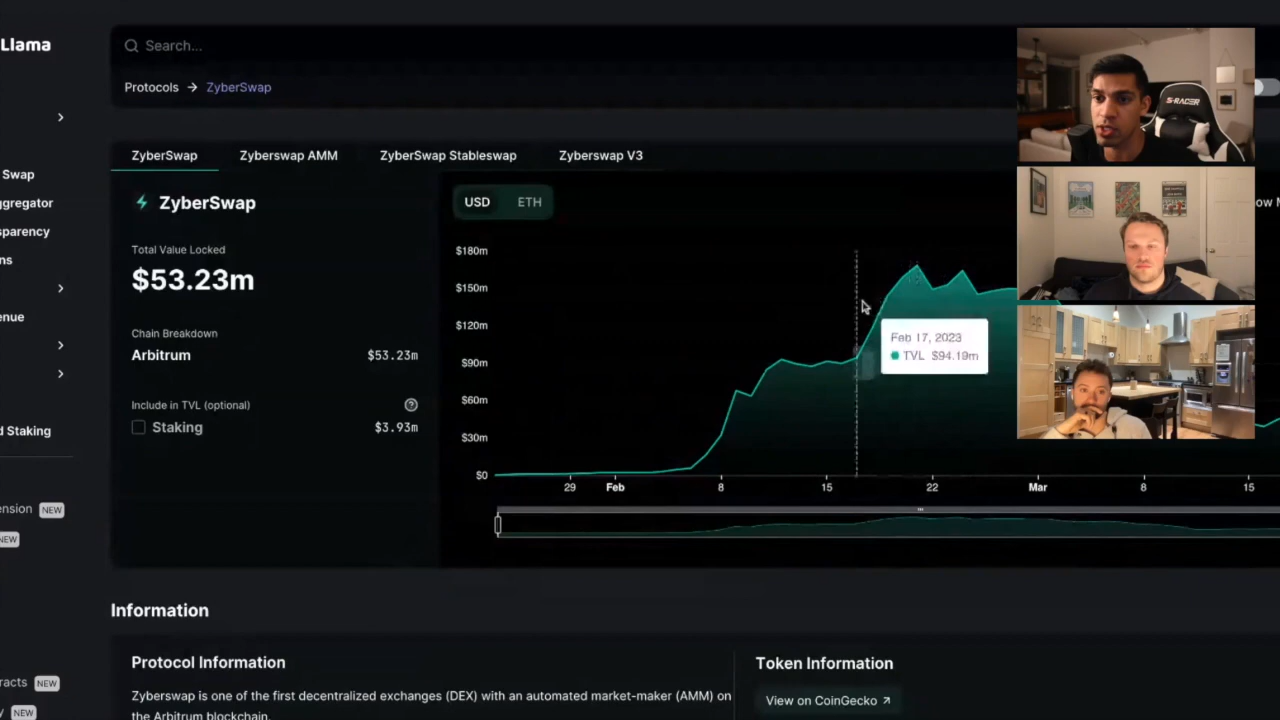 Llama
Search...
Protocols → ZyberSwap
ZyberSwap Zyberswap AMM ZyberSwap Stableswap Zyberswap V3
Swap
ggregator
sparency
ns
enue
d Staking
ension NEW
NEW
racts NEW
NEW
ZyberSwap
Total Value Locked
$53.23m
Chain Breakdown
Arbitrum $53.23m
Include in TVL (optional)
Staking $3.93m
USD ETH
$180m
$150m
$120m
$90m
$60m
$30m
$0
29 Feb 8 15 22 Mar 8 15
Feb 17, 2023
TVL $94.19m
S-RACER
ow M
Information
Protocol Information
Zyberswap is one of the first decentralized exchanges (DEX) with an automated market-maker (AMM) on
the Arbitrum blockchain.
Token Information
View on CoinGecko ↗